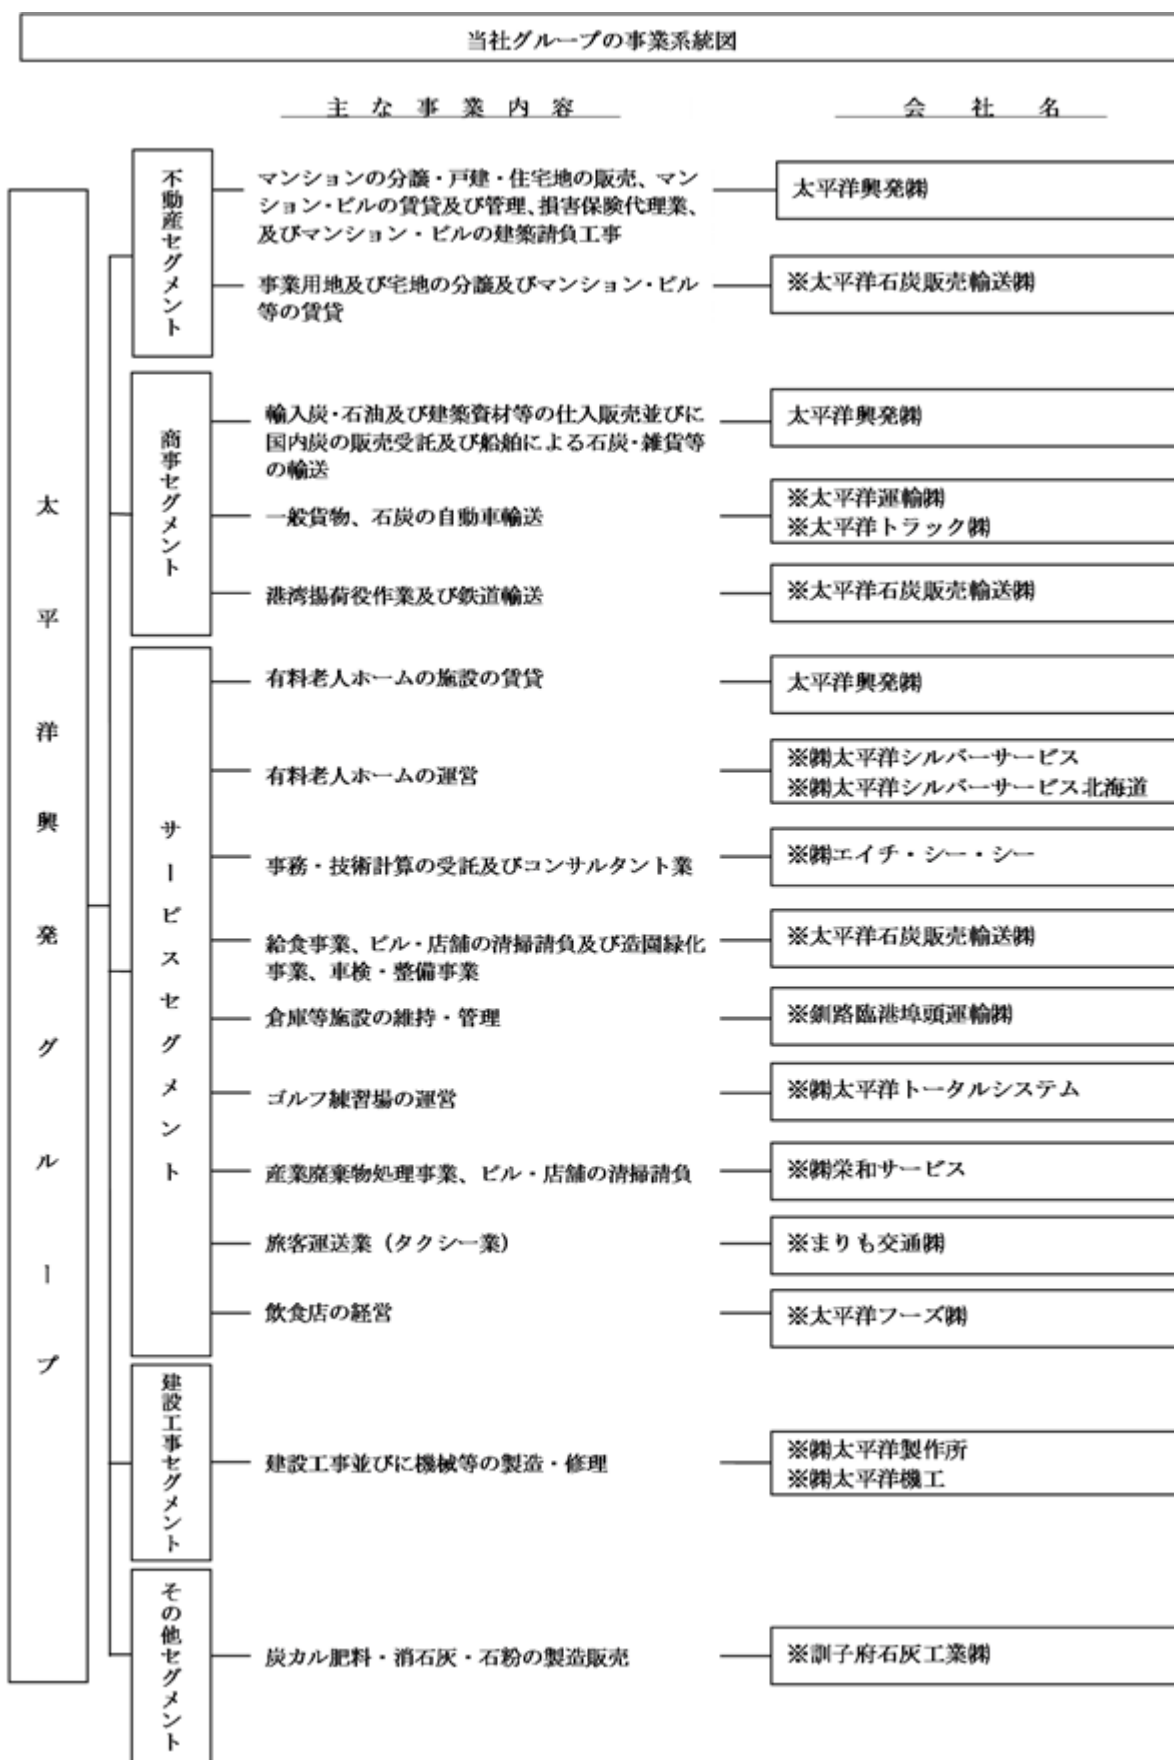 当社グループの事業系統図
主な事業内容
会社名
太平洋興発グループ
不動産セグメント
マンションの分譲・戸建・住宅地の販売、マン
ション・ビルの賃貸及び管理、損害保険代理業、
及びマンション・ビルの建築請負工事
太平洋興発㈱
事業用地及び宅地の分譲及びマンション・ビル
等の賃貸
※太平洋石炭販売輸送㈱
商事セグメント
輸入炭・石油及び建築資材等の仕入販売並びに
国内炭の販売受託及び船舶による石炭・雑貨等
の輸送
太平洋興発㈱
一般貨物、石炭の自動車輸送
※太平洋運輸㈱
※太平洋トラック㈱
港湾揚荷役作業及び鉄道輸送
※太平洋石炭販売輸送㈱
サービスセグメント
有料老人ホームの施設の賃貸
太平洋興発㈱
有料老人ホームの運営
※㈱太平洋シルバーサービス
※㈱太平洋シルバーサービス北海道
事務・技術計算の受託及びコンサルタント業
※㈱エイチ・シー・シー
給食事業、ビル・店舗の清掃請負及び造園緑化
事業、車検・整備事業
※太平洋石炭販売輸送㈱
倉庫等施設の維持・管理
※釧路臨港埠頭運輸㈱
ゴルフ練習場の運営
※㈱太平洋トータルシステム
産業廃棄物処理事業、ビル・店舗の清掃請負
※㈱栄和サービス
旅客運送業（タクシー業）
※まりも交通㈱
飲食店の経営
※太平洋フーズ㈱
建設工事セグメント
建設工事並びに機械等の製造・修理
※㈱太平洋製作所
※㈱太平洋機工
その他セグメント
炭カル肥料・消石灰・石粉の製造販売
※訓子府石灰工業㈱